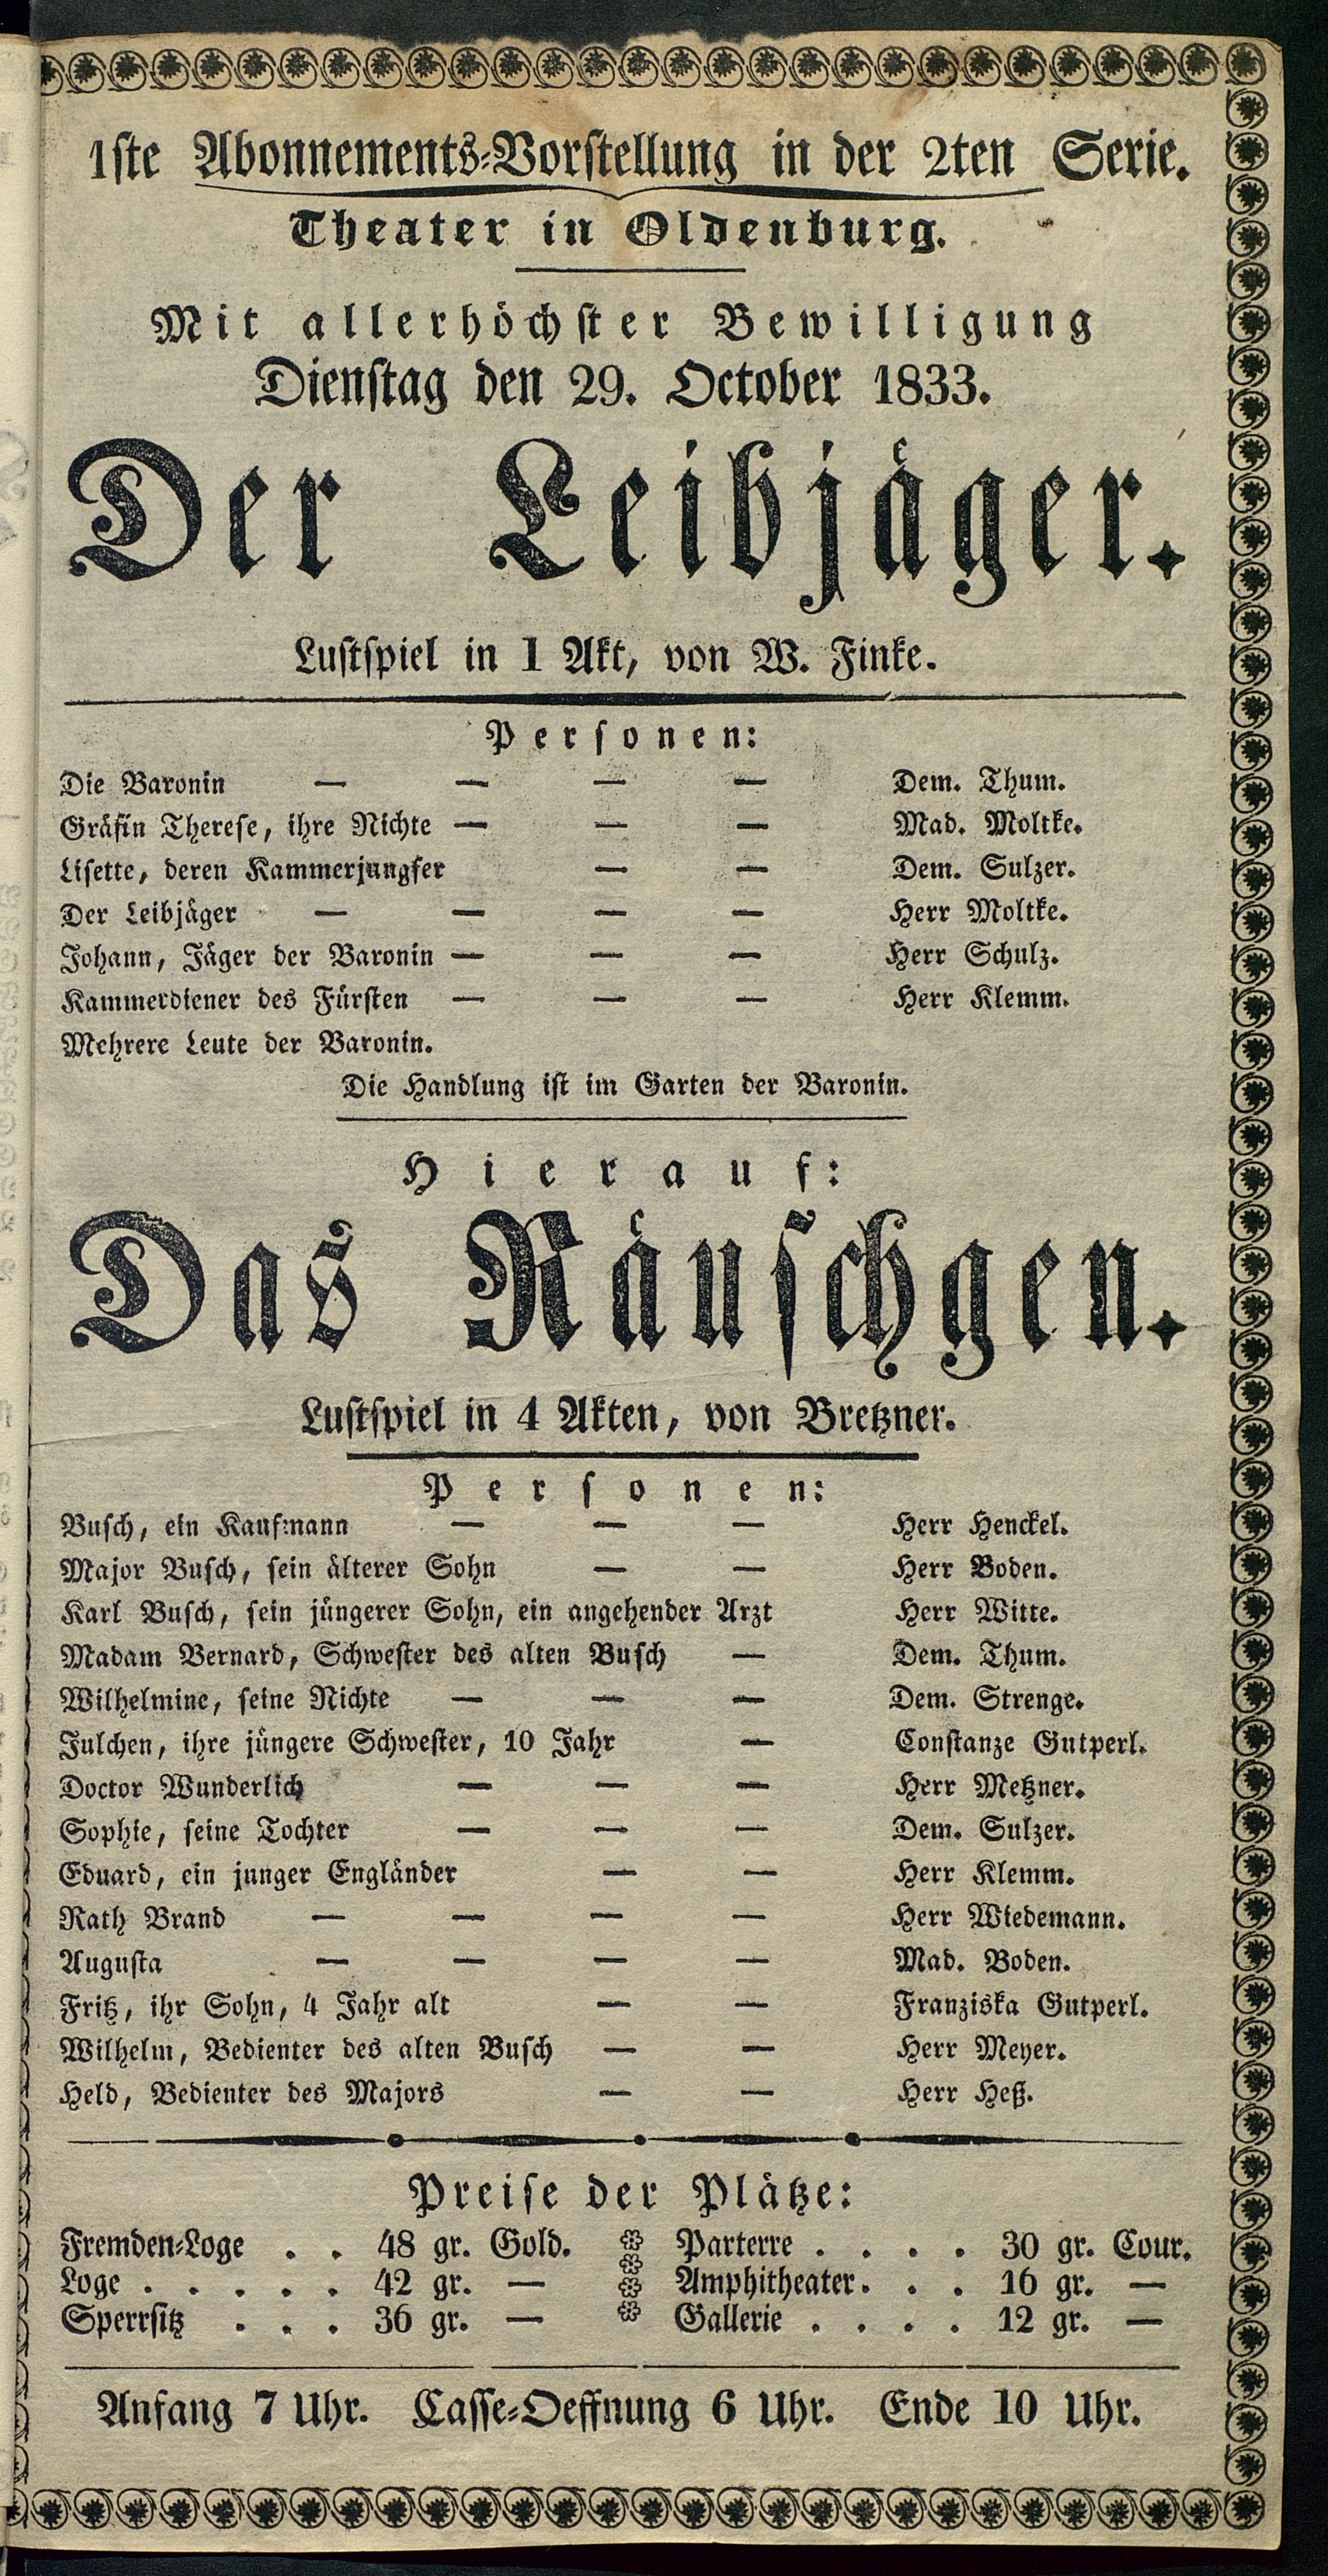 1ste Abonnements-Vorstellung in der 2ten Serie.
Theater in Oldenburg.
Mit allerhöchster Bewilligung
Dienstag den 29. October 1833.
Der Leibjäger.
Lustspiel in 1 Akt, von W. Finke.
Personen:
Die Baronin — — — — Dem. Thum.
Gräfin Therese, ihre Nichte — — — Mad. Moltke.
Lisette, deren Kammerjungfer — — Dem. Sulzer.
Der Leibjäger — — — — Herr Moltke.
Johann, Jäger der Baronin — — — Herr Schulz.
Kammerdiener des Fürsten — — — Herr Klemm.
Mehrere Leute der Baronin.
Die Handlung ist im Garten der Baronin.
Hierauf:
Das Räuschgen.
Lustspiel in 4 Akten, von Bretzner.
Personen:
Busch, ein Kaufmann — — — Herr Henckel.
Major Busch, sein älterer Sohn — — Herr Boden.
Karl Busch, sein jüngerer Sohn, ein angehender Arzt Herr Witte.
Madam Bernard, Schwester des alten Busch — Dem. Thum.
Wilhelmine, seine Nichte — — — Dem. Strenge.
Julchen, ihre jüngere Schwester, 10 Jahr — Constanze Gutperl.
Doctor Wunderlich — — — Herr Metzner.
Sophie, seine Tochter — — — Dem. Sulzer.
Eduard, ein junger Engländer — — Herr Klemm.
Rath Brand — — — — Herr Wiedemann.
Augusta — — — — Mad. Boden.
Fritz, ihr Sohn, 4 Jahr alt — — Franziska Gutperl.
Wilhelm, Bedienter des alten Busch — — Herr Meyer.
Held, Bedienter des Majors — — Herr Heß.
Preise der Plätze:
Fremden-Loge . . 48 gr. Gold. Parterre . . . . 30 gr. Cour.
Loge . . . . . 42 gr. — Amphitheater . . . 16 gr. —
Sperrsitz . . . 36 gr. — Gallerie . . . . 12 gr. —
Anfang 7 Uhr. Casse-Oeffnung 6 Uhr. Ende 10 Uhr.